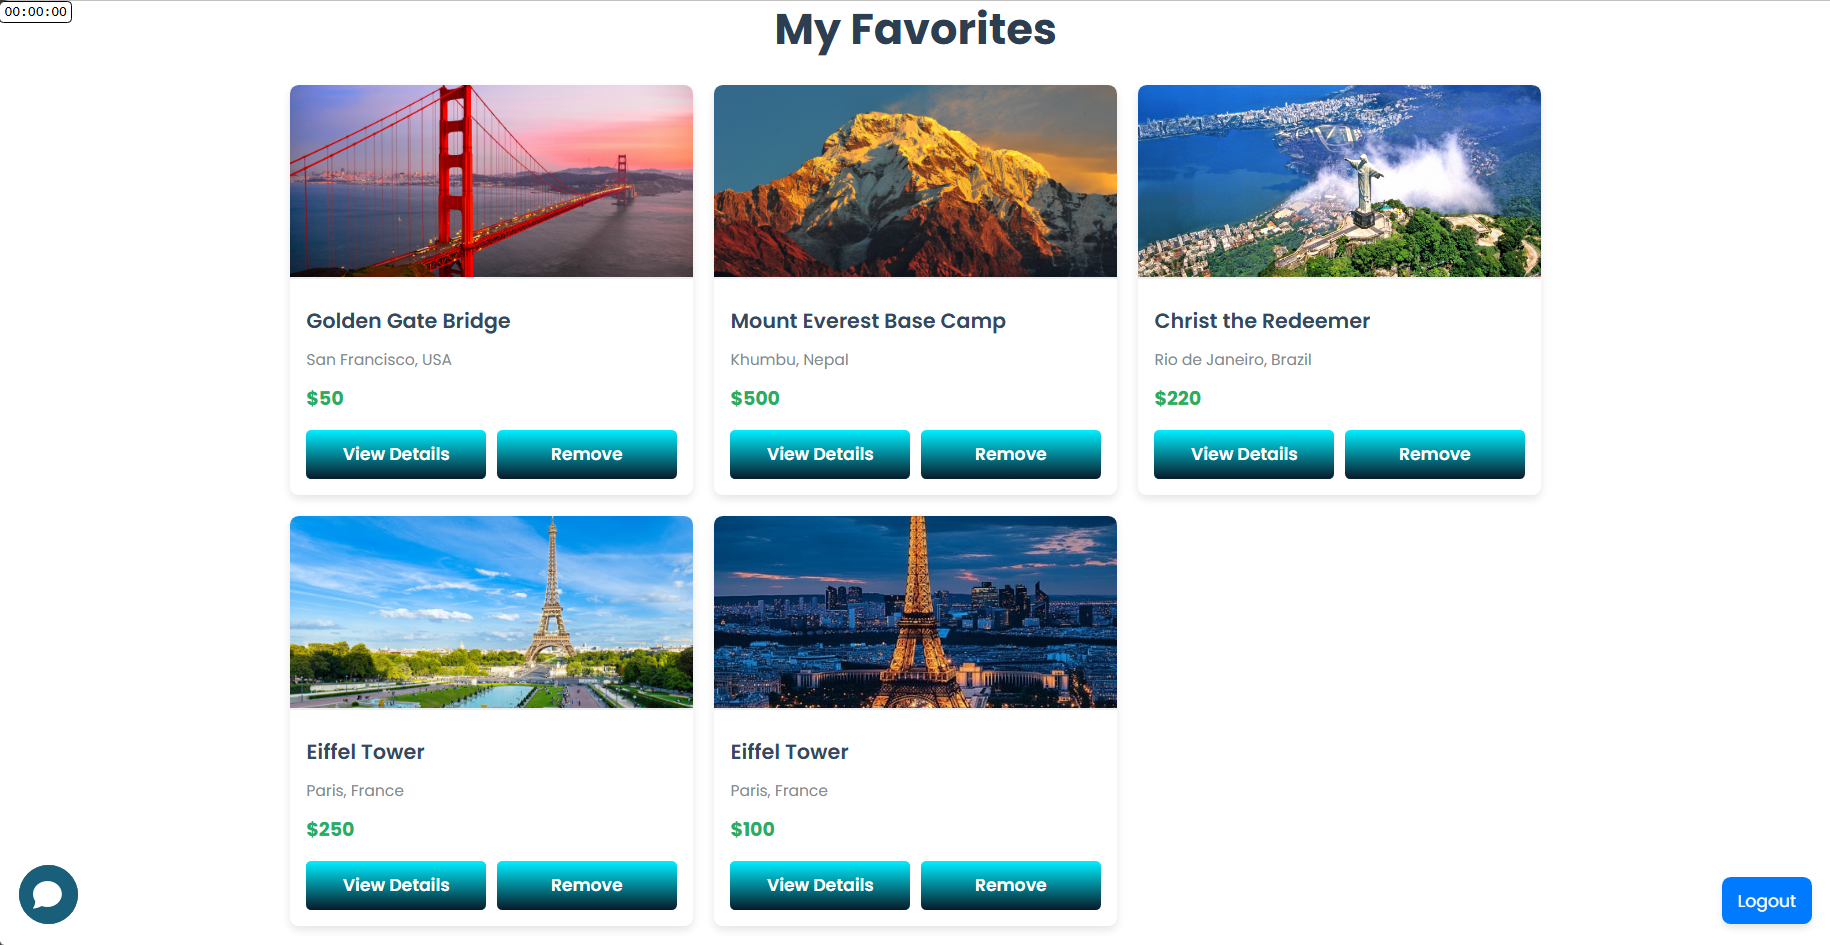 00:00:00
My Favorites
Golden Gate Bridge
San Francisco, USA
$50
View Details
Remove
Mount Everest Base Camp
Khumbu, Nepal
$500
View Details
Remove
Christ the Redeemer
Rio de Janeiro, Brazil
$220
View Details
Remove
Eiffel Tower
Paris, France
$250
View Details
Remove
Eiffel Tower
Paris, France
$100
View Details
Remove
Logout